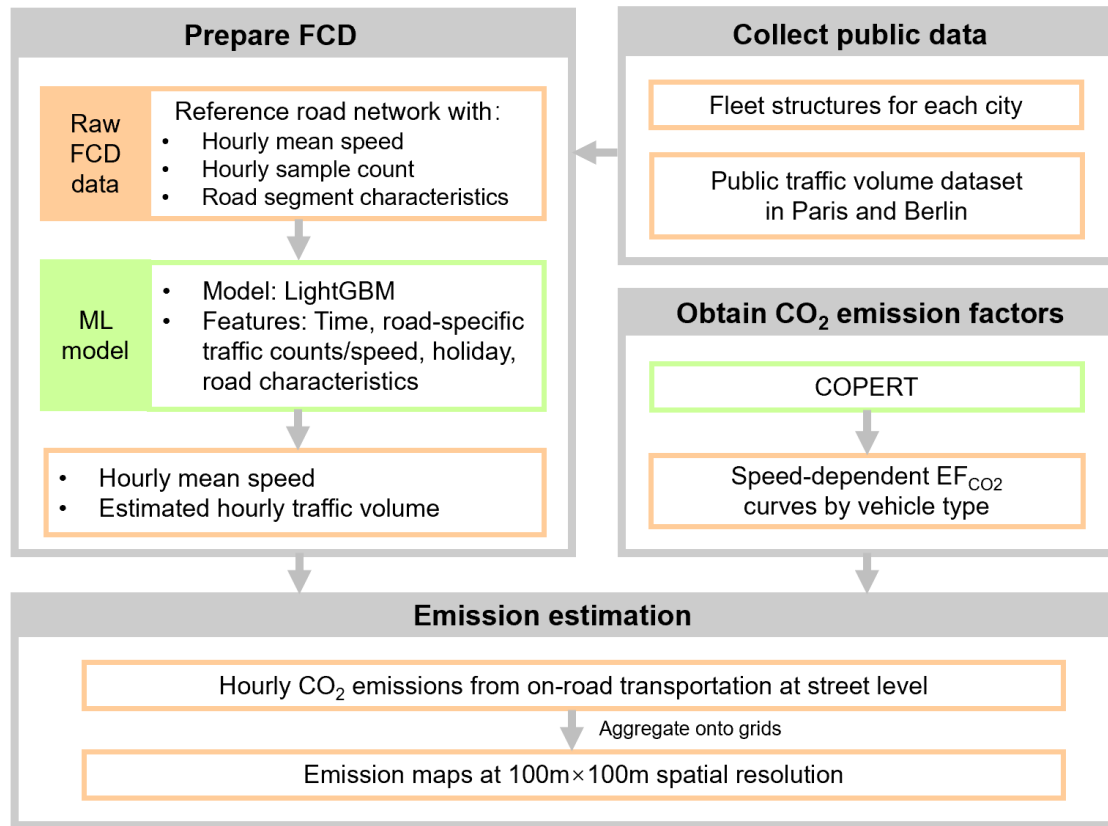 Prepare FCD
Raw
FCD
data
Reference road network with:
• Hourly mean speed
• Hourly sample count
• Road segment characteristics
ML
model
• Model: LightGBM
• Features: Time, road-specific
traffic counts/speed, holiday,
road characteristics
• Hourly mean speed
• Estimated hourly traffic volume
Collect public data
Fleet structures for each city
Public traffic volume dataset
in Paris and Berlin
Obtain CO₂ emission factors
COPERT
Speed-dependent EF_CO2
curves by vehicle type
Emission estimation
Hourly CO₂ emissions from on-road transportation at street level
Aggregate onto grids
Emission maps at 100m×100m spatial resolution